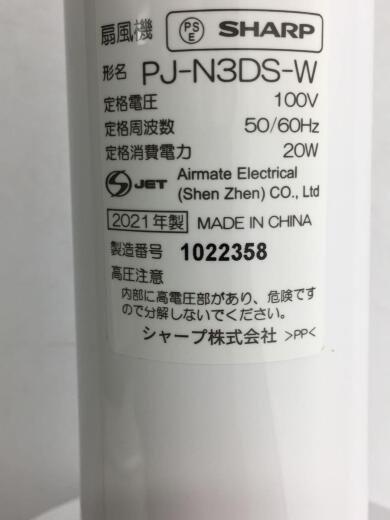 扇風機 PS E SHARP
形名 PJ-N3DS-W
定格電圧 100V
定格周波数 50/60Hz
定格消費電力 20W
S JET Airmate Electrical
(Shen Zhen) CO., Ltd
2021年製 MADE IN CHINA
製造番号 1022358
高圧注意
内部に高電圧部があり、危険です
ので分解しないでください。
シャープ株式会社 >PP<